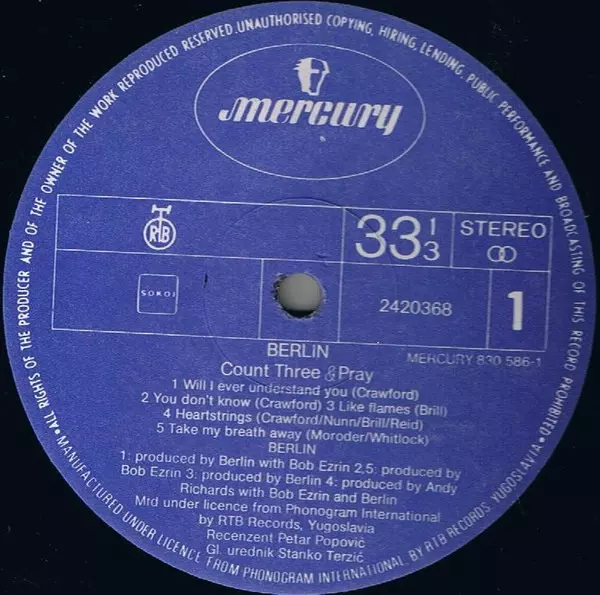 •ALL RIGHTS OF THE PRODUCER AND OF THE OWNER OF THE WORK REPRODUCED RESERVED.UNAUTHORISED COPYING, HIRING, LENDING, PUBLIC PERFORMANCE AND BROADCASTING OF THIS RECORD PROHIBITED.
mercury
RTB
33 1/3
STEREO
SOKOJ
2420368
1
BERLIN
MERCURY 830 586-1
Count Three & Pray
1 Will I ever understand you (Crawford)
2 You don't know (Crawford) 3 Like flames (Brill)
4 Heartstrings (Crawford/Nunn/Brill/Reid)
5 Take my breath away (Moroder/Whitlock)
BERLIN
1: produced by Berlin with Bob Ezrin 2,5: produced by
Bob Ezrin 3: produced by Berlin 4: produced by Andy
Richards with Bob Ezrin and Berlin
Mrd under licence from Phonogram International
by RTB Records, Yugoslavia
Recenzent Petar Popović
Gl. urednik Stanko Terzić
•MANUFACTURED UNDER LICENCE FROM PHONOGRAM INTERNATIONAL.BY RTB RECORDS, YUGOSLAVIA•